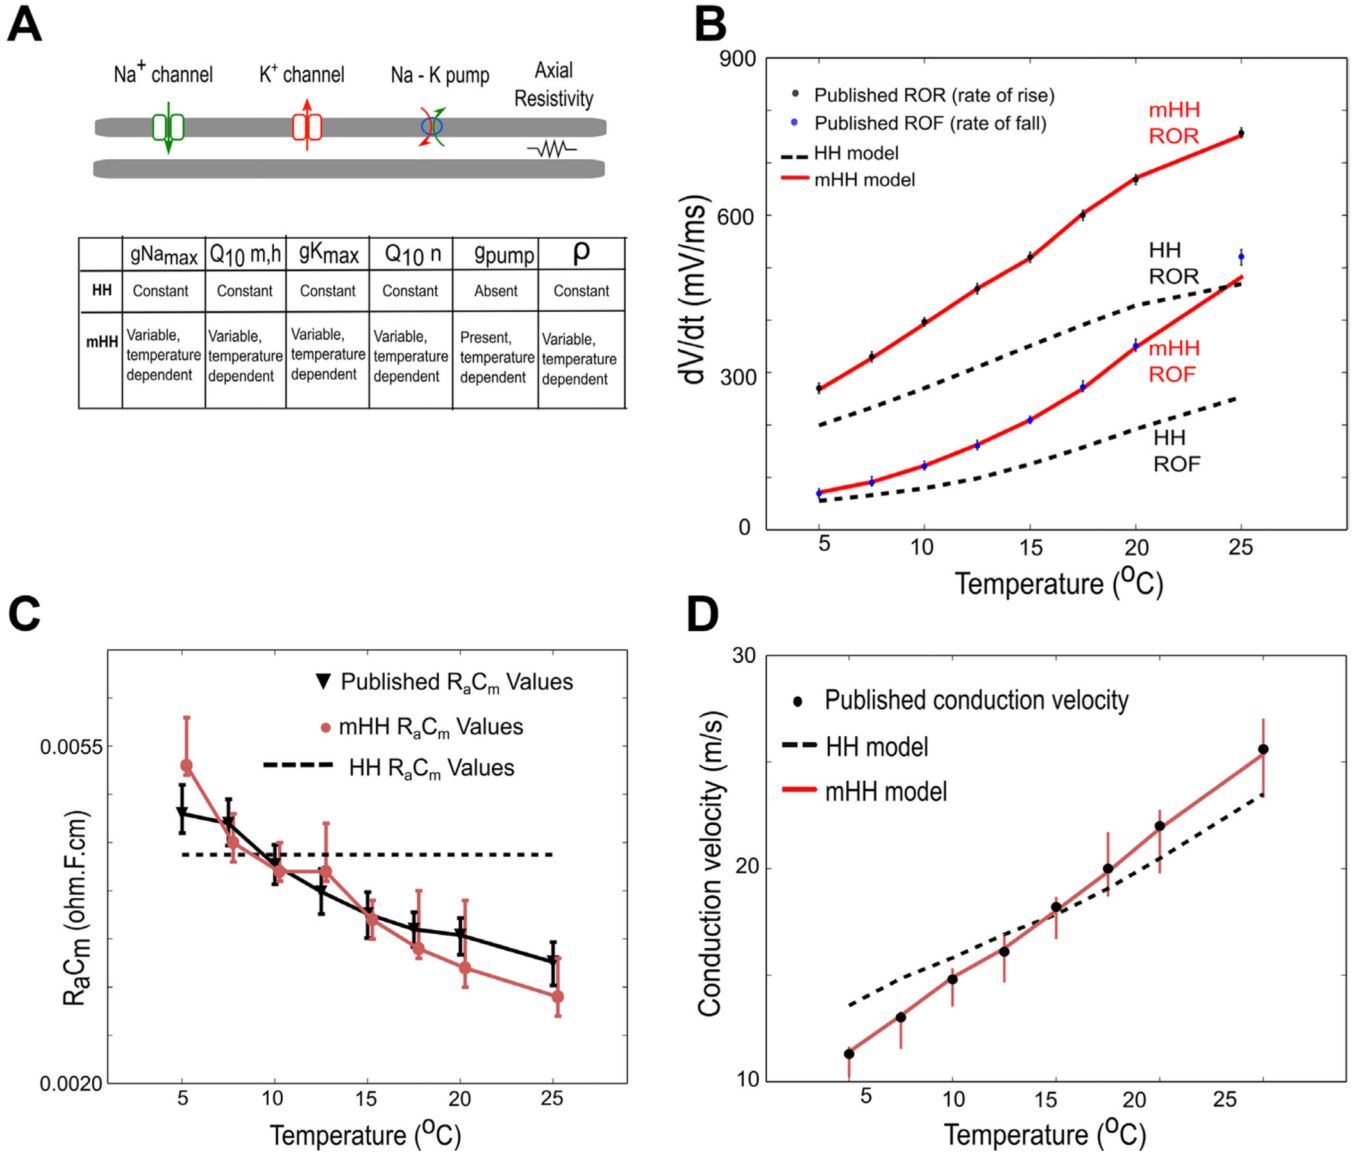 A
Na+ channel
K+ channel
Na - K pump
Axial
Resistivity
gNamax
Q10 m,h
gKmax
Q10 n
gpump
ρ
HH
Constant
Constant
Constant
Constant
Absent
Constant
mHH
Variable,
temperature
dependent
Variable,
temperature
dependent
Variable,
temperature
dependent
Variable,
temperature
dependent
Present,
temperature
dependent
Variable,
temperature
dependent
B
900
600
300
0
dV/dt (mV/ms)
Published ROR (rate of rise)
Published ROF (rate of fall)
HH model
mHH model
mHH
ROR
HH
ROR
mHH
ROF
HH
ROF
5
10
15
20
25
Temperature (oC)
C
0.0055
0.0020
RaCm (ohm.F.cm)
Published RaCm Values
mHH RaCm Values
HH RaCm Values
5
10
15
20
25
Temperature (oC)
D
30
20
10
Conduction velocity (m/s)
Published conduction velocity
HH model
mHH model
5
10
15
20
25
Temperature (oC)